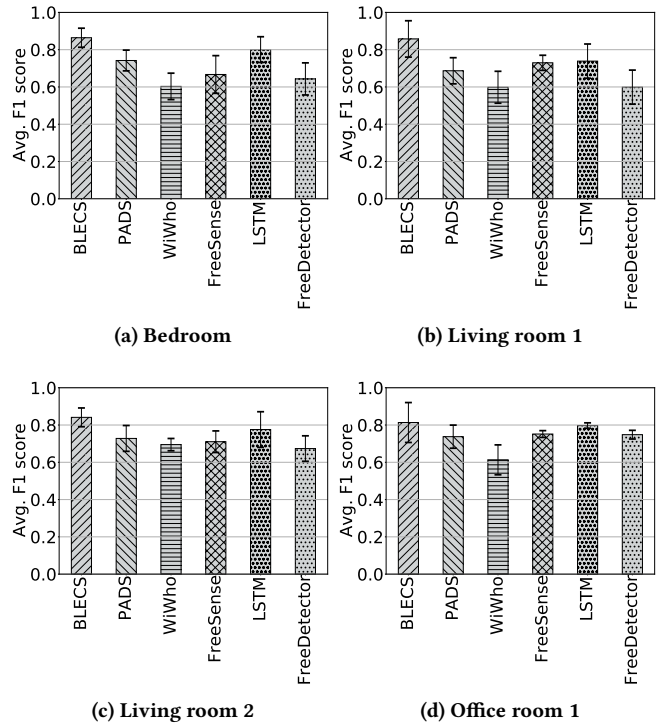 1.0
0.8
0.6
0.4
0.2
0.0
Avg. F1 score
BLECS
PADS
WiWho
FreeSense
LSTM
FreeDetector
(a) Bedroom
1.0
0.8
0.6
0.4
0.2
0.0
Avg. F1 score
BLECS
PADS
WiWho
FreeSense
LSTM
FreeDetector
(b) Living room 1
1.0
0.8
0.6
0.4
0.2
0.0
Avg. F1 score
BLECS
PADS
WiWho
FreeSense
LSTM
FreeDetector
(c) Living room 2
1.0
0.8
0.6
0.4
0.2
0.0
Avg. F1 score
BLECS
PADS
WiWho
FreeSense
LSTM
FreeDetector
(d) Office room 1